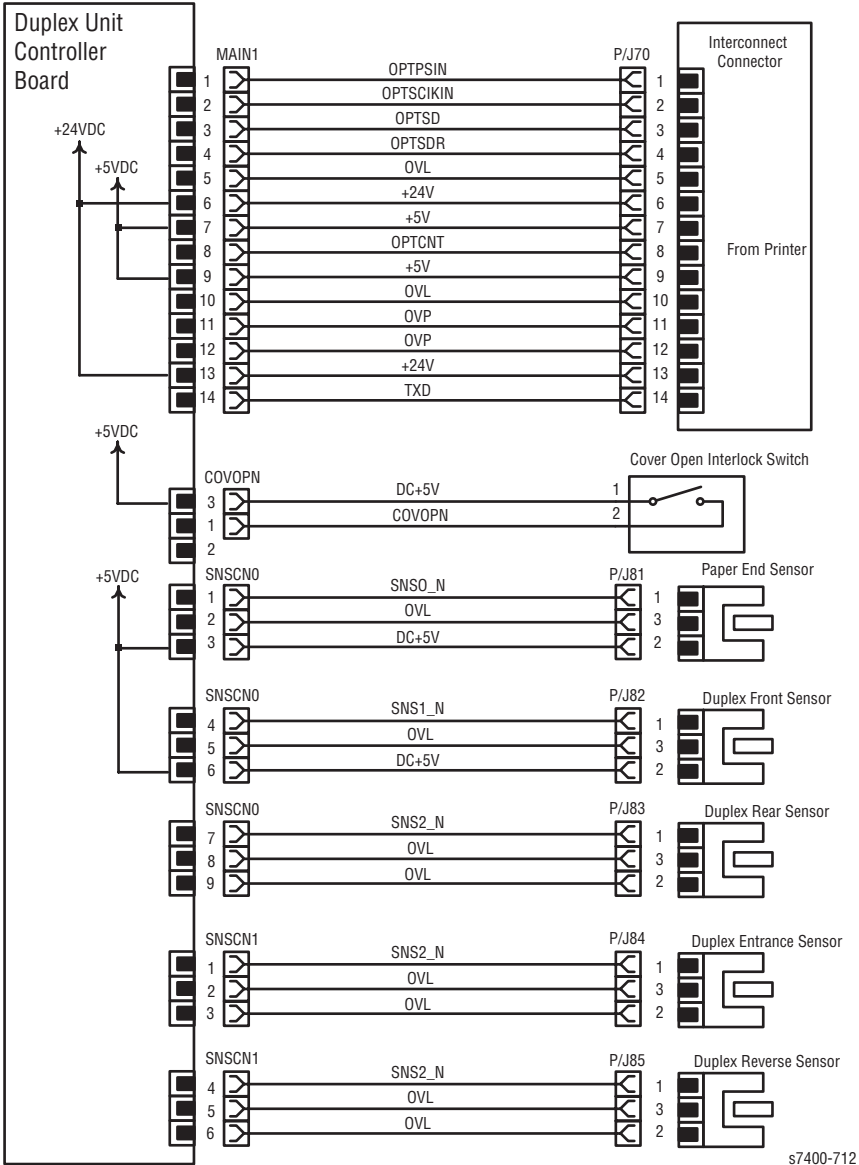 Duplex Unit
Controller
Board
MAIN1
P/J70
Interconnect
Connector
+24VDC
+5VDC
1 OPTPSIN 1
2 OPTSCIKIN 2
3 OPTSD 3
4 OPTSDR 4
5 OVL 5
6 +24V 6
7 +5V 7
8 OPTCNT 8
From Printer
9 +5V 9
10 OVL 10
11 OVP 11
12 OVP 12
13 +24V 13
14 TXD 14
+5VDC
COVOPN
Cover Open Interlock Switch
3 DC+5V 1
1 COVOPN 2
2
+5VDC
SNSCN0 P/J81 Paper End Sensor
1 SNSO_N 1
2 OVL 3
3 DC+5V 2
SNSCN0 P/J82 Duplex Front Sensor
4 SNS1_N 1
5 OVL 3
6 DC+5V 2
SNSCN0 P/J83 Duplex Rear Sensor
7 SNS2_N 1
8 OVL 3
9 OVL 2
SNSCN1 P/J84 Duplex Entrance Sensor
1 SNS2_N 1
2 OVL 3
3 OVL 2
SNSCN1 P/J85 Duplex Reverse Sensor
4 SNS2_N 1
5 OVL 3
6 OVL 2
s7400-712